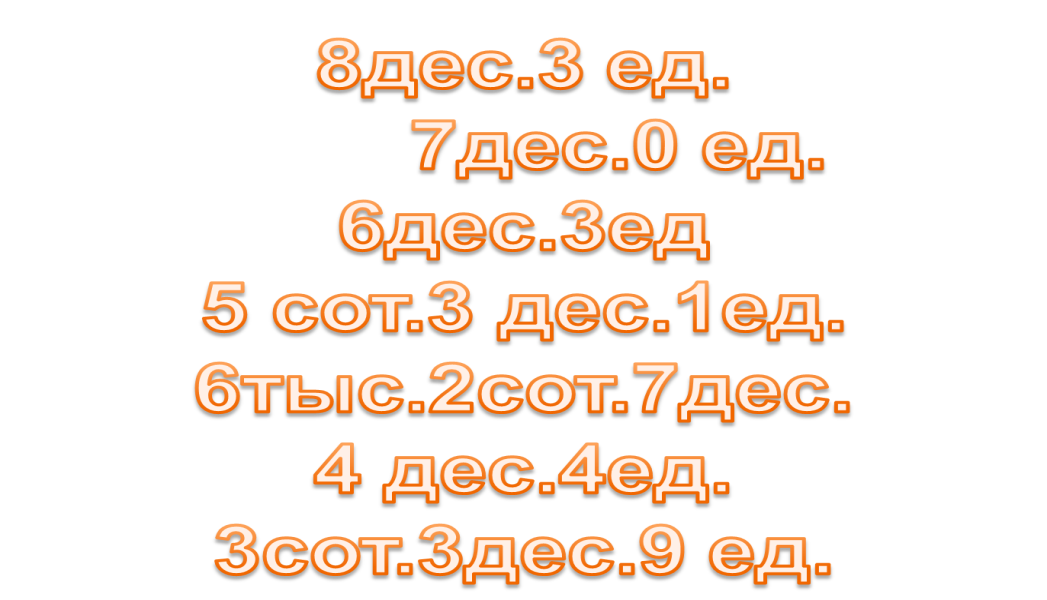 8дес.3 ед.
7дес.0 ед.
6дес.3ед
5 сот.3 дес.1ед.
6тыс.2сот.7дес.
4 дес.4ед.
3сот.3дес.9 ед.